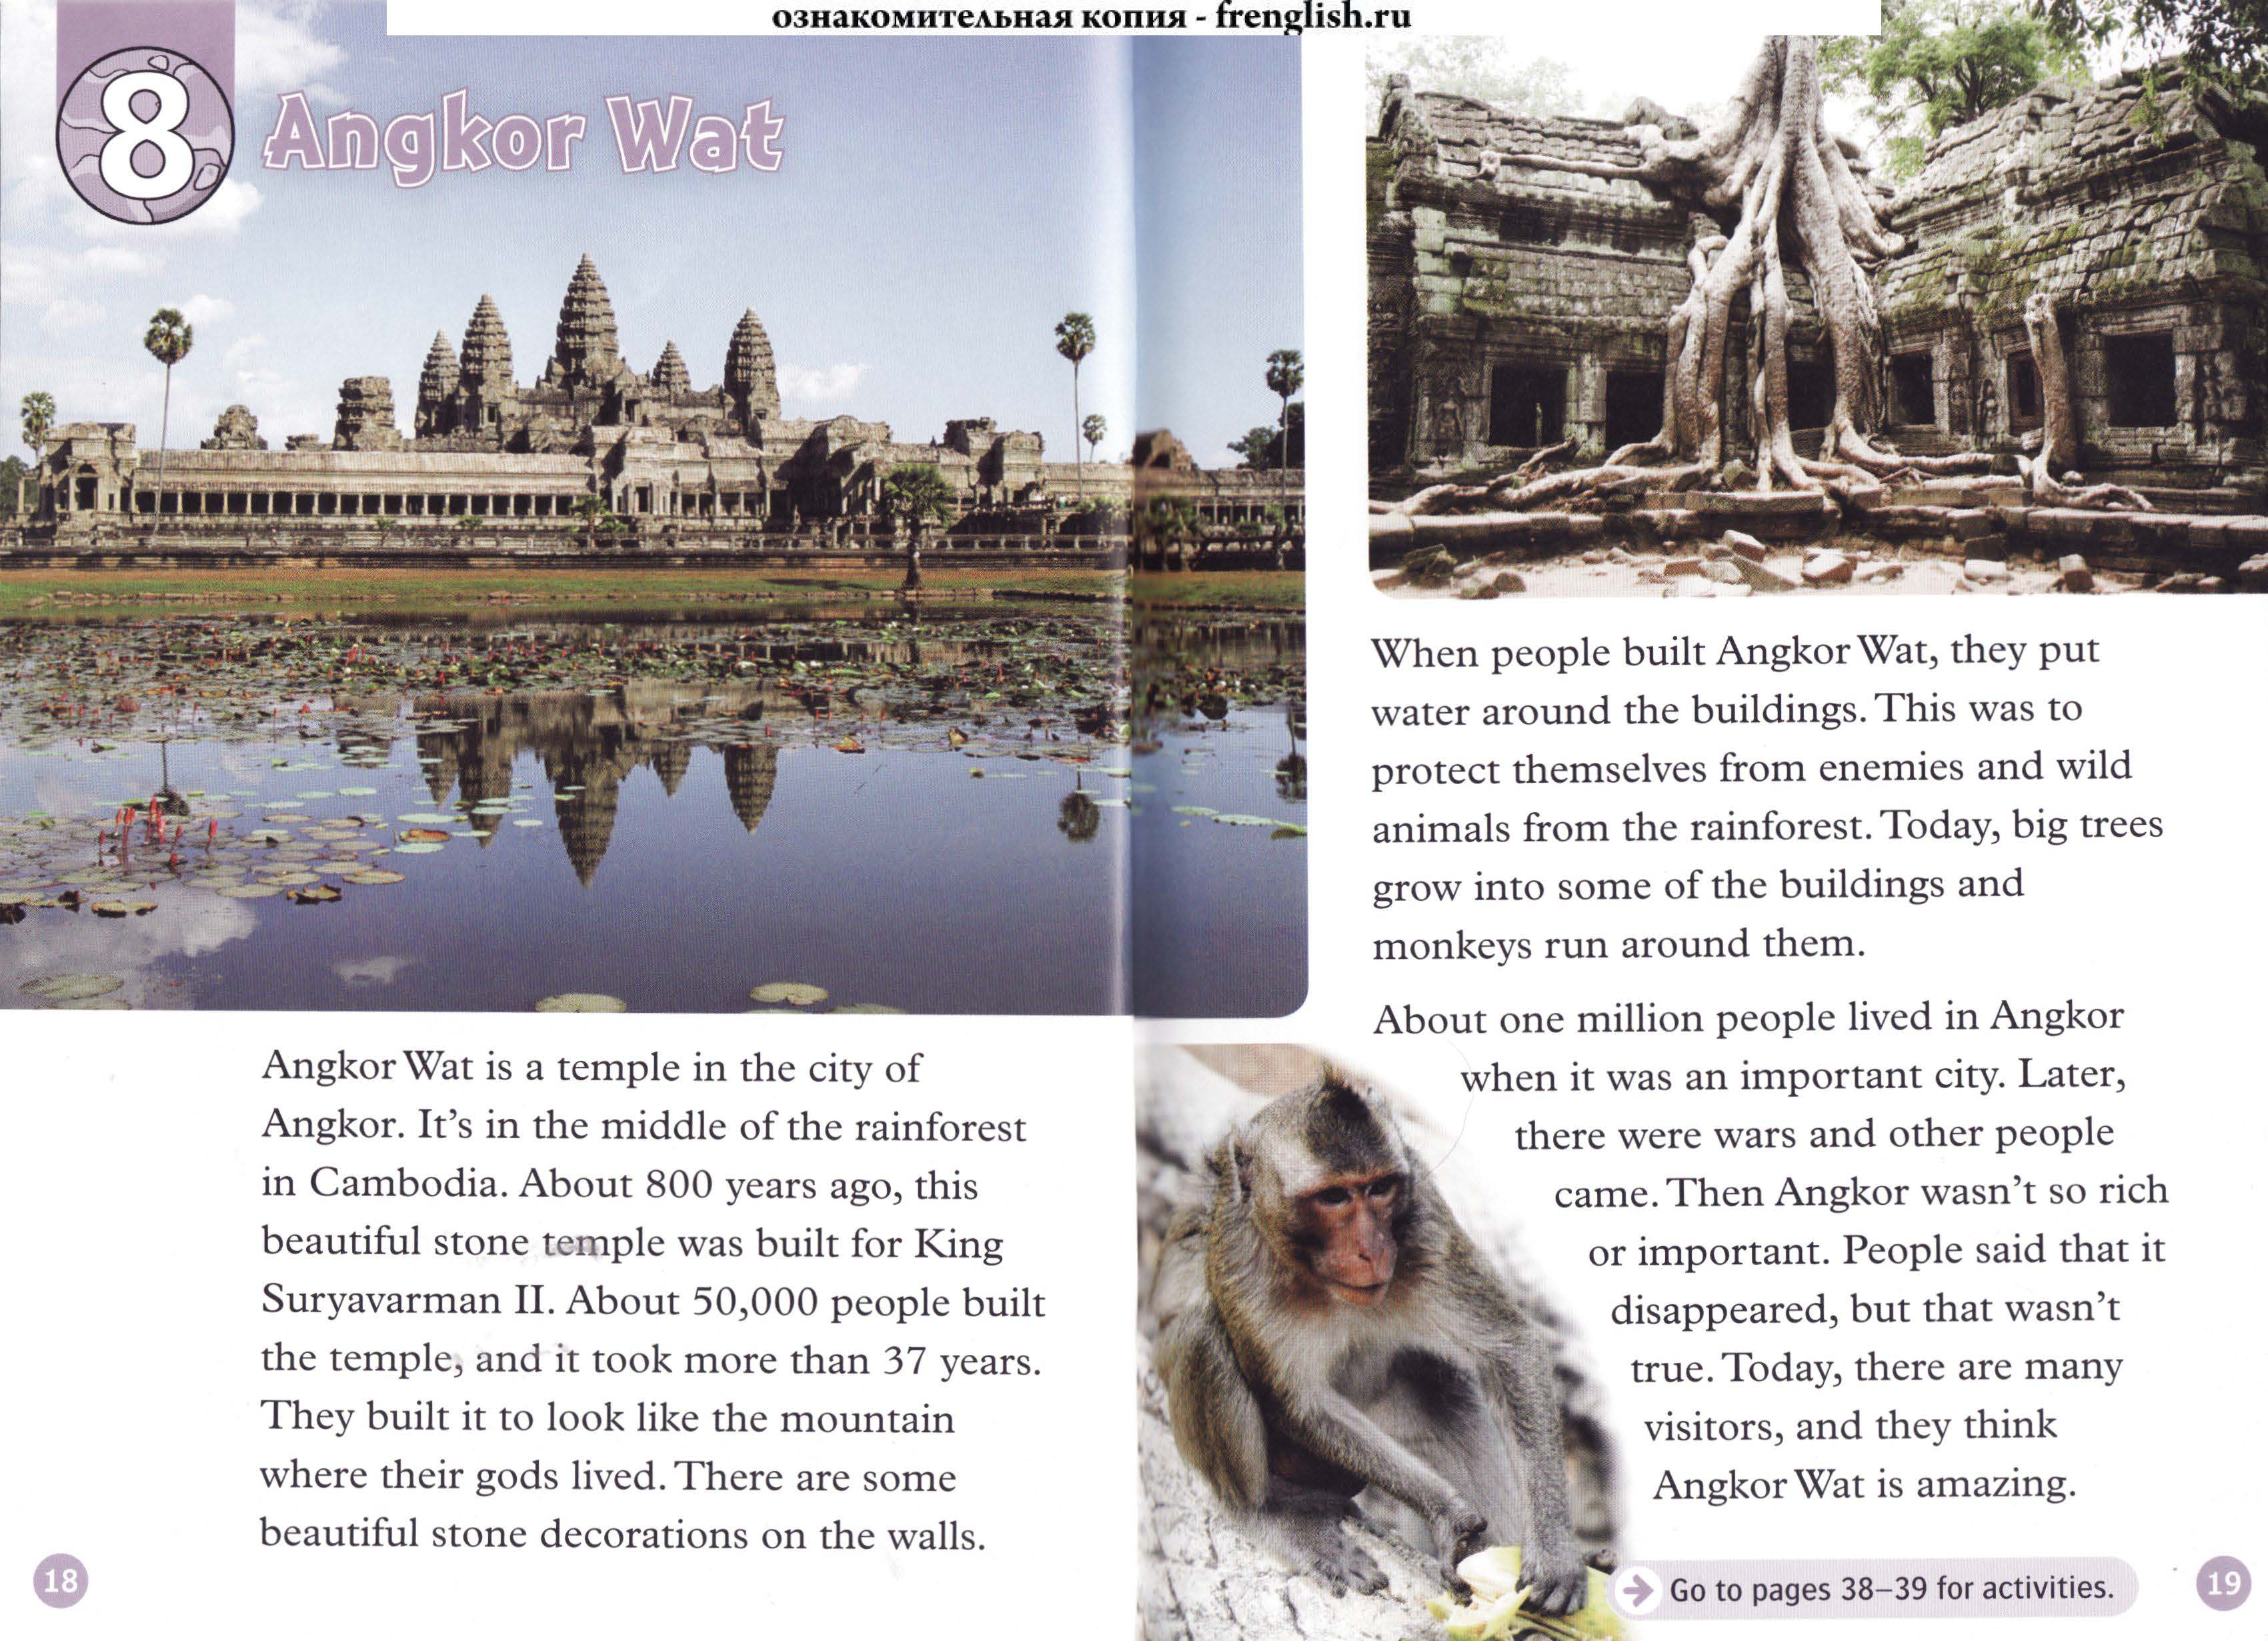 ознакомительная копия - frenglish.ru
8
Angkor Wat
Angkor Wat is a temple in the city of
Angkor. It's in the middle of the rainforest
in Cambodia. About 800 years ago, this
beautiful stone temple was built for King
Suryavarman II. About 50,000 people built
the temple, and it took more than 37 years.
They built it to look like the mountain
where their gods lived. There are some
beautiful stone decorations on the walls.
18
When people built Angkor Wat, they put
water around the buildings. This was to
protect themselves from enemies and wild
animals from the rainforest. Today, big trees
grow into some of the buildings and
monkeys run around them.
About one million people lived in Angkor
when it was an important city. Later,
there were wars and other people
came. Then Angkor wasn't so rich
or important. People said that it
disappeared, but that wasn't
true. Today, there are many
visitors, and they think
Angkor Wat is amazing.
Go to pages 38–39 for activities.
19